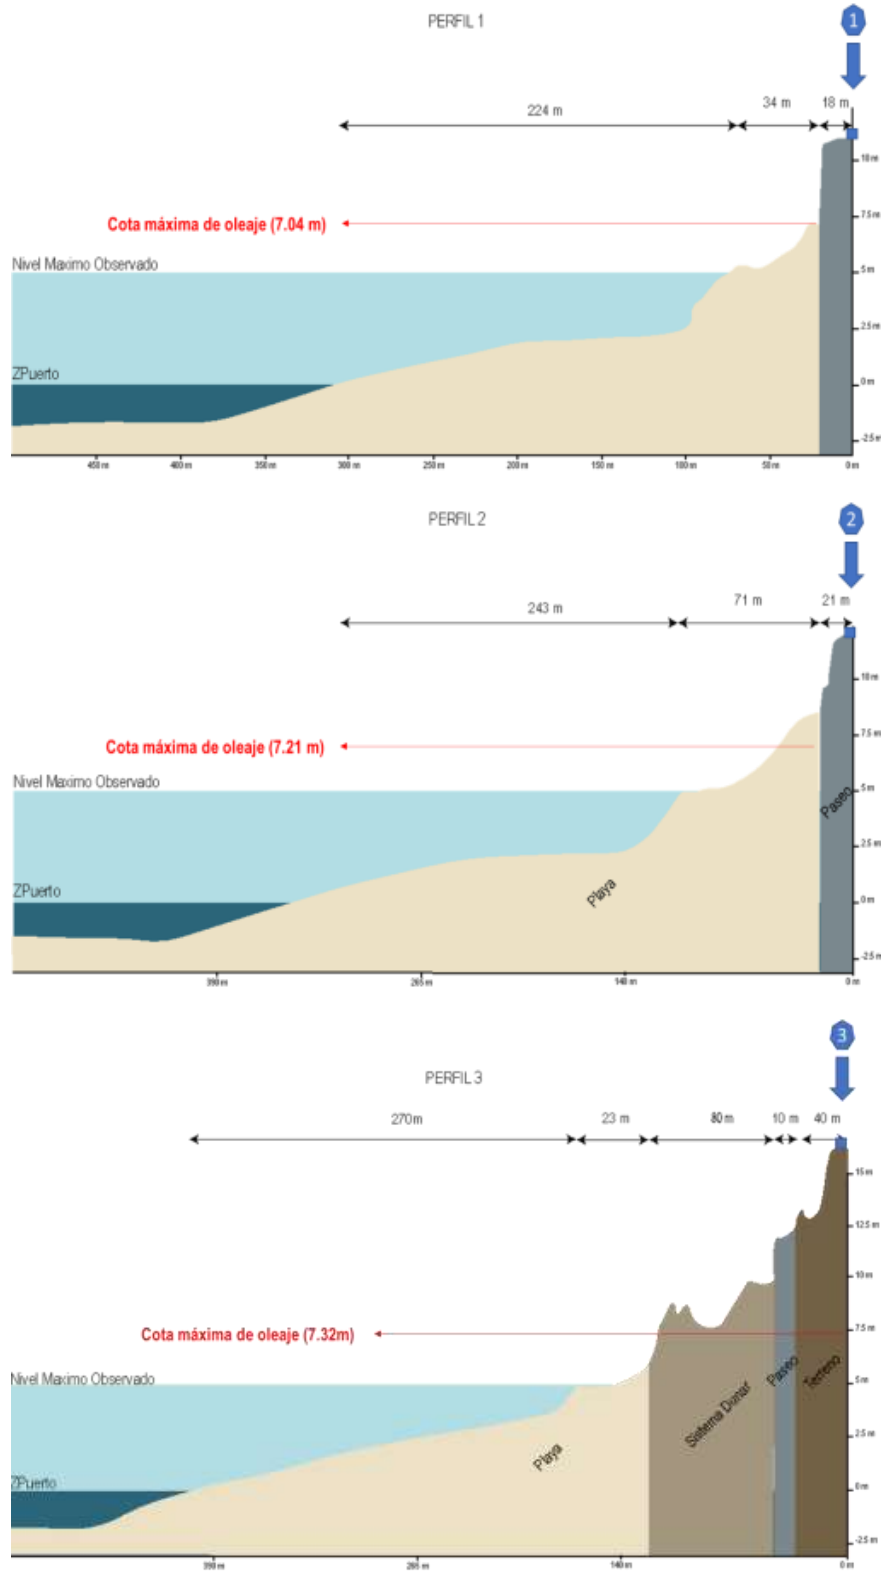 PERFIL 1
1
224 m
34 m
18 m
10 m
Cota máxima de oleaje (7.04 m)
7.5 m
Nivel Maximo Observado
5 m
2.5 m
ZPuerto
0 m
-2.5 m
450 m
400 m
350 m
300 m
250 m
200 m
150 m
100 m
50 m
0 m
PERFIL 2
2
243 m
71 m
21 m
10 m
Cota máxima de oleaje (7.21 m)
7.5 m
Nivel Maximo Observado
5 m
Paseo
2.5 m
ZPuerto
Playa
0 m
-2.5 m
390 m
265 m
140 m
0 m
PERFIL 3
3
270m
23 m
80 m
10 m
40 m
15 m
12.5 m
10 m
Cota máxima de oleaje (7.32m)
7.5 m
Nivel Maximo Observado
5 m
Paseo
Terreno
Sistema Dunar
Playa
2.5 m
ZPuerto
0 m
-2.5 m
390 m
265 m
140 m
0 m